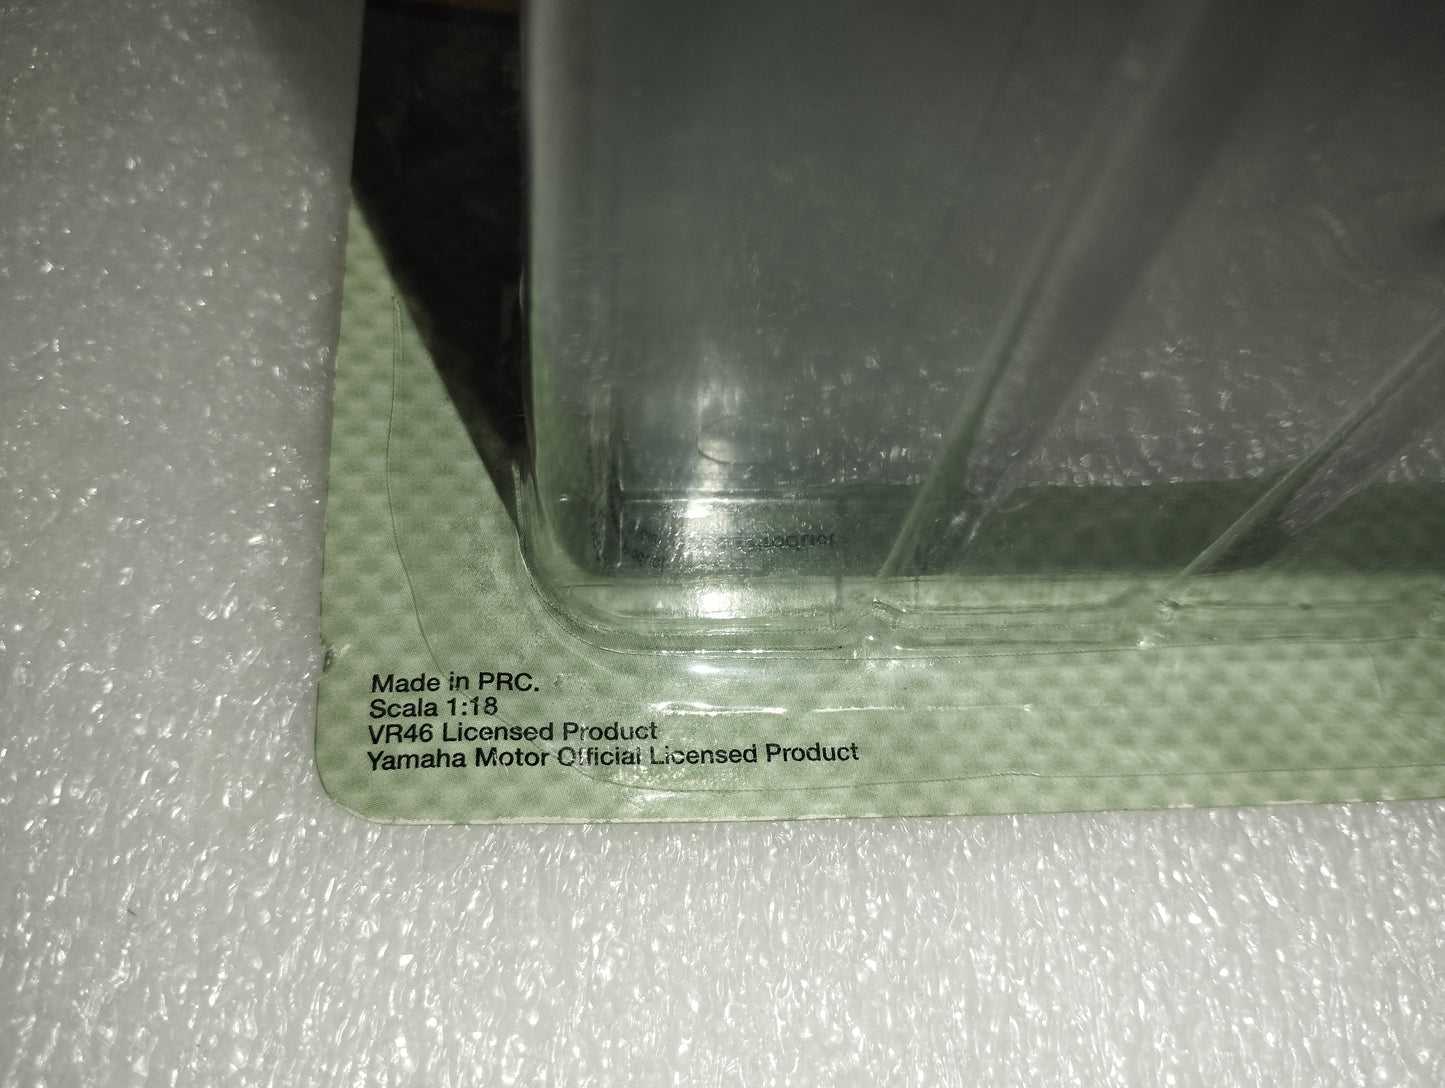 Made in PRC.
Scala 1:18
VR46 Licensed Product
Yamaha Motor Official Licensed Product